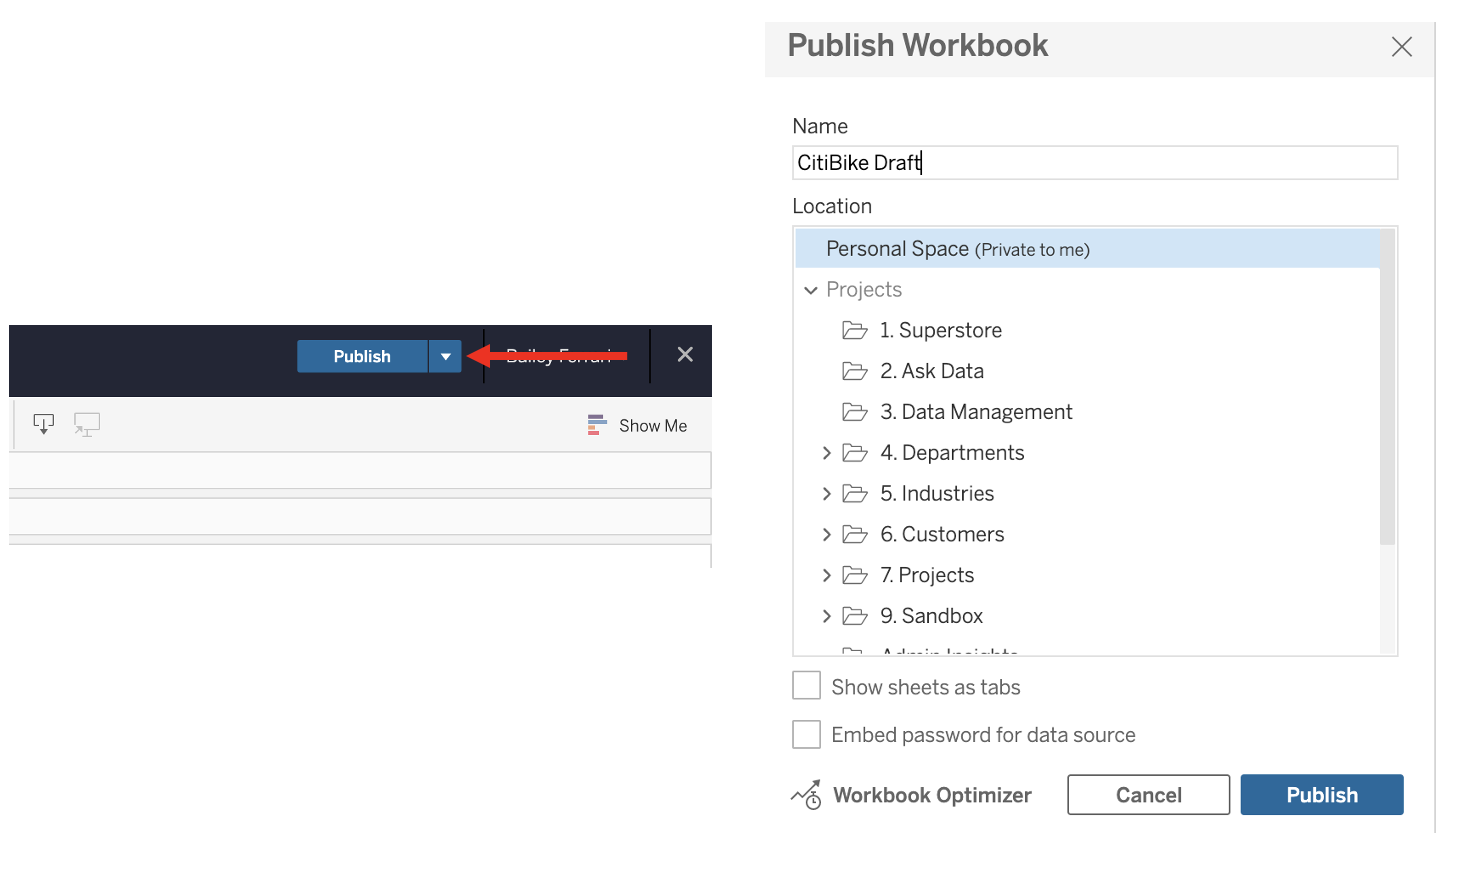 Publish
Show Me
Publish Workbook
Name
CitiBike Draft
Location
Personal Space (Private to me)
Projects
1. Superstore
2. Ask Data
3. Data Management
4. Departments
5. Industries
6. Customers
7. Projects
9. Sandbox
Admin Insights
Show sheets as tabs
Embed password for data source
Workbook Optimizer
Cancel
Publish